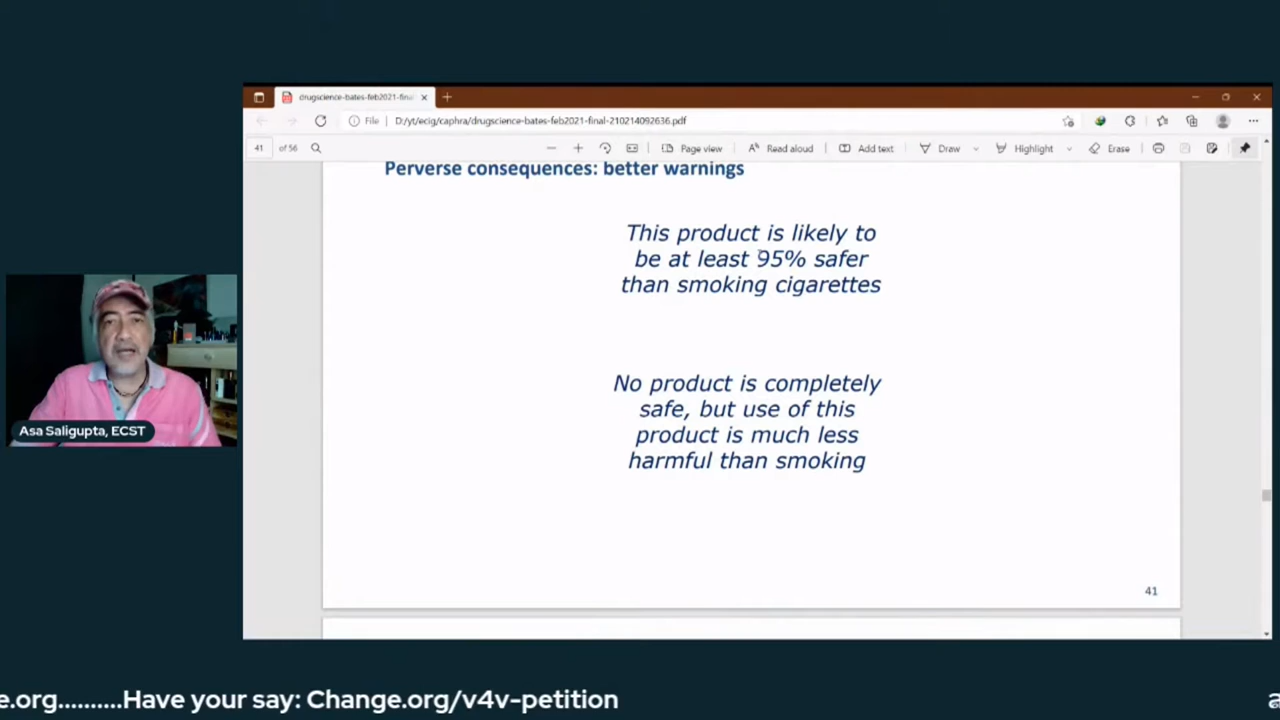 drugscience-bates-feb2021-fina
File D:/yt/ecig/caphra/drugscience-bates-feb2021-final-210214092636.pdf
41 of 56 Page view Read aloud Add text Draw Highlight Erase
Perverse consequences: better warnings
This product is likely to
be at least 95% safer
than smoking cigarettes
No product is completely
safe, but use of this
product is much less
harmful than smoking
41
Asa Saligupta, ECST
e.org..........Have your say: Change.org/v4v-petition a